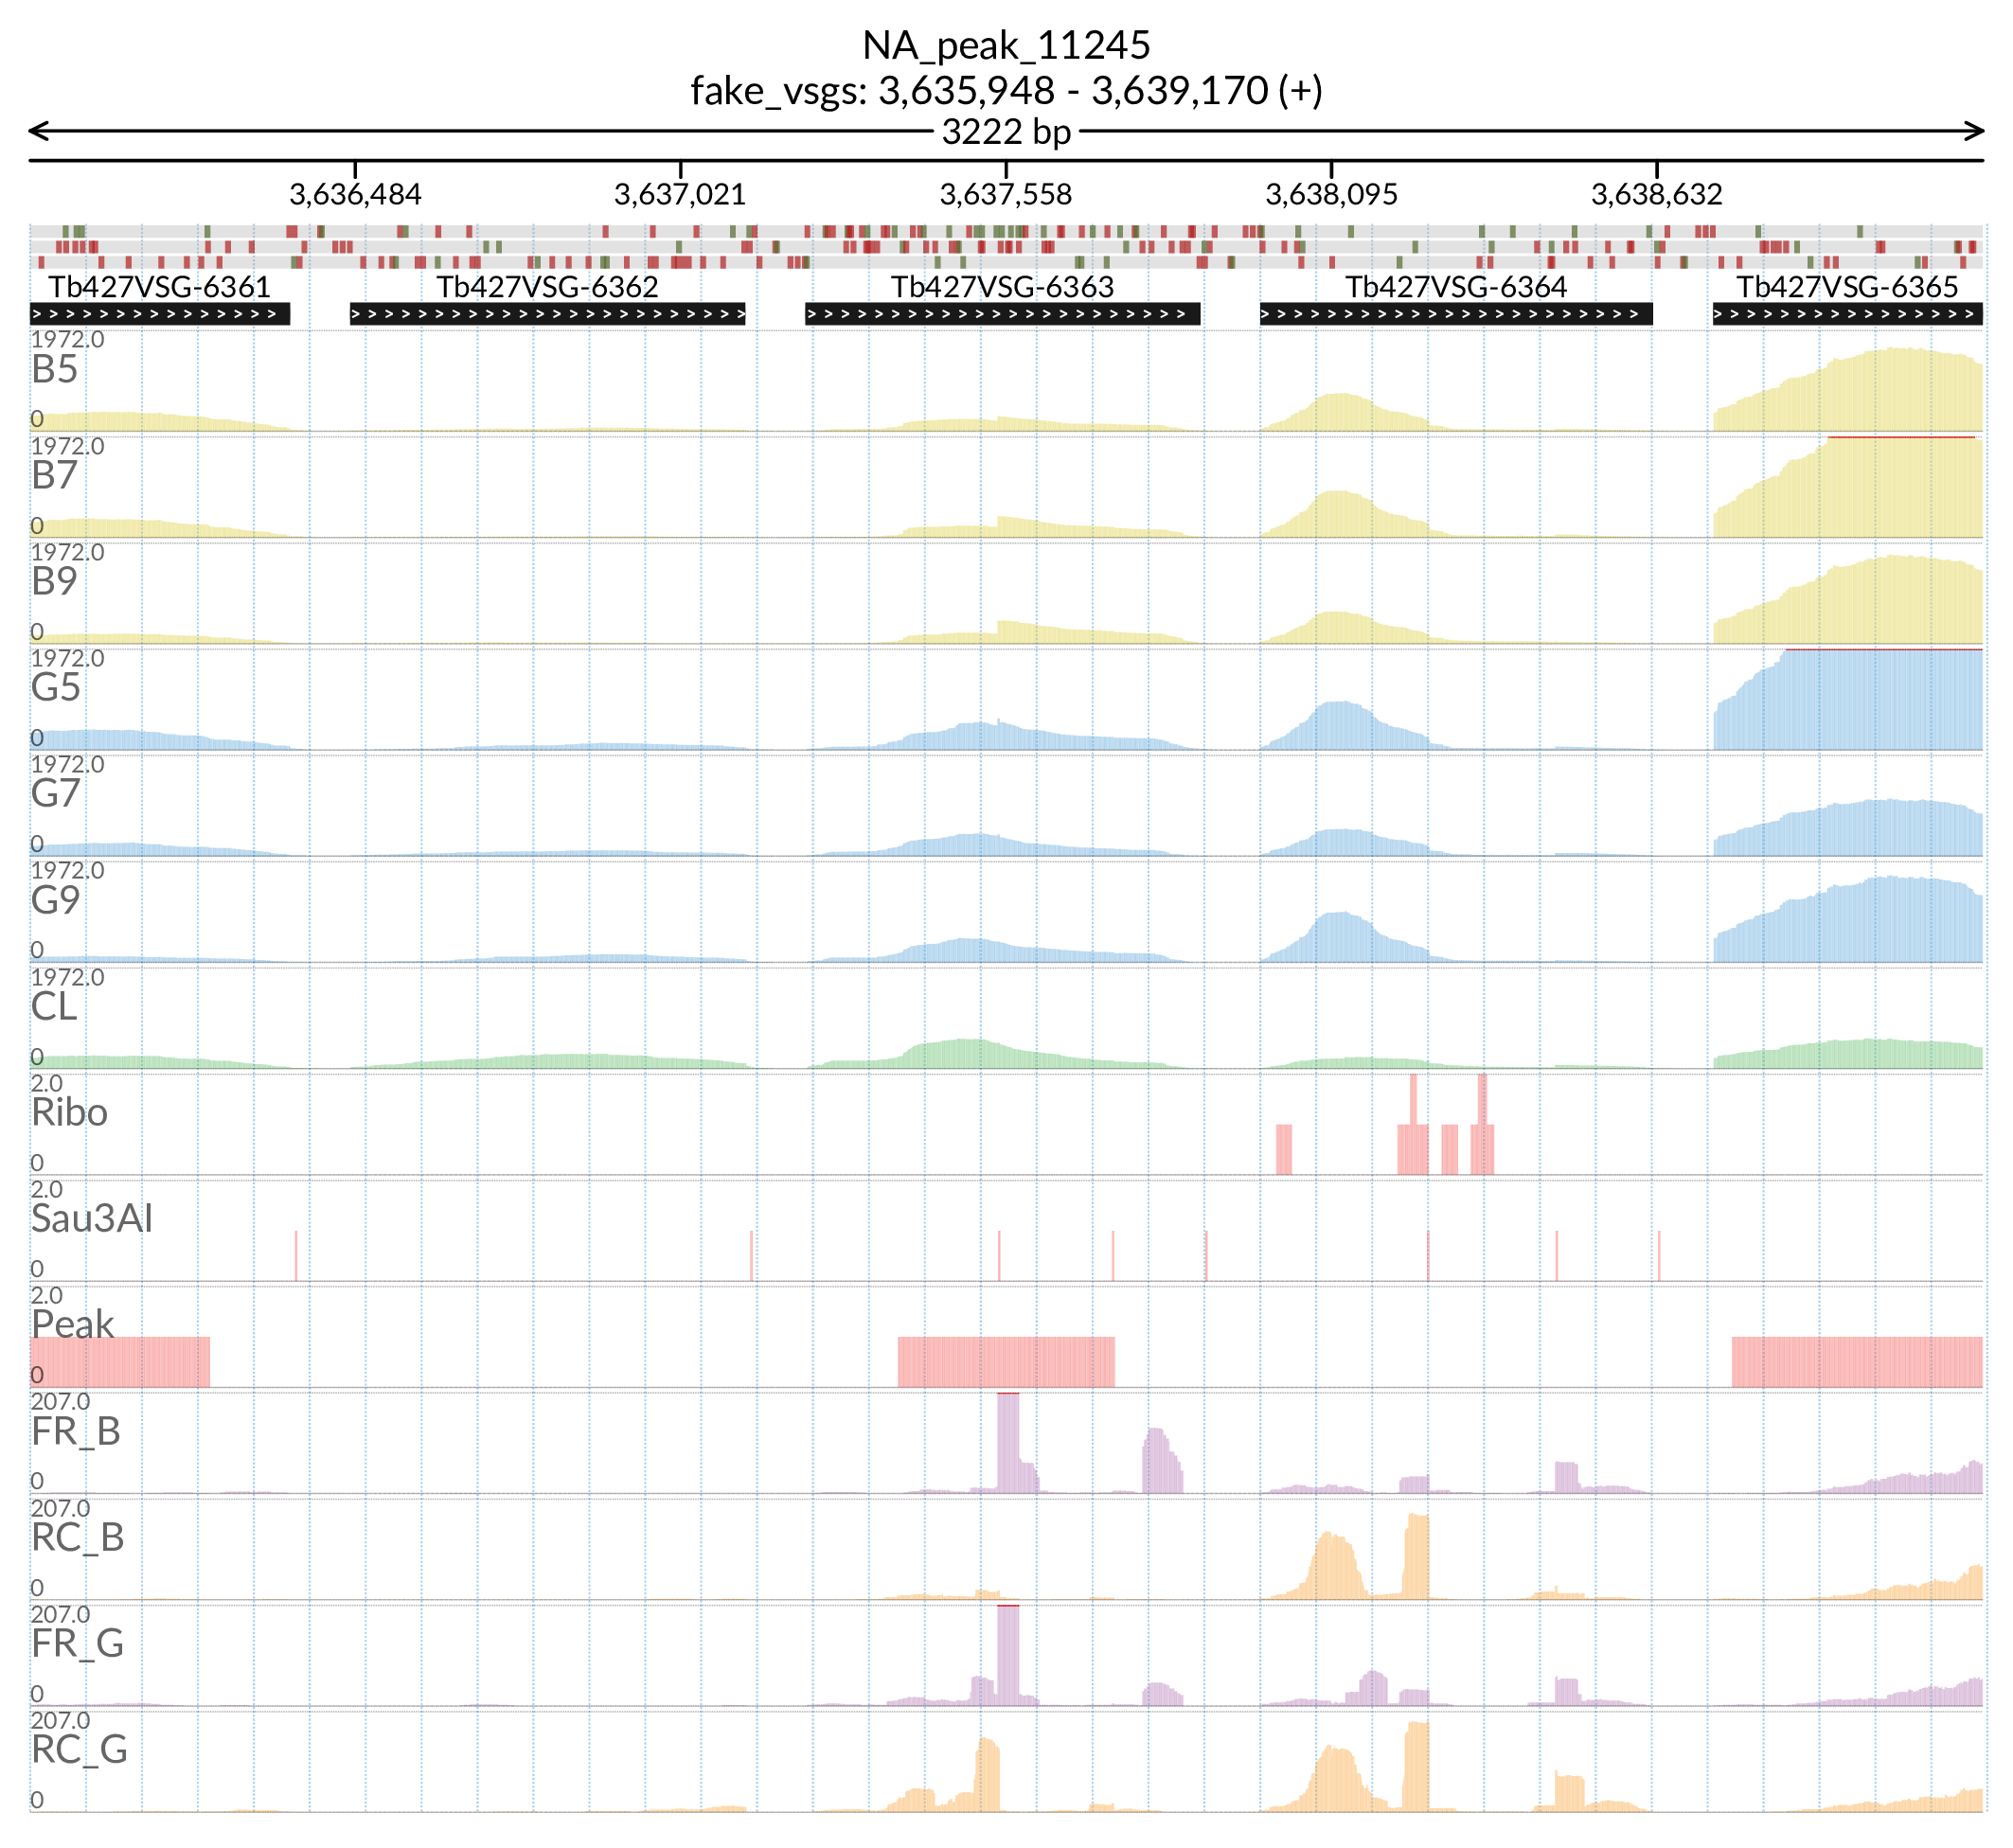 NA_peak_11245
fake_vsgs: 3,635,948 - 3,639,170 (+)
3222 bp
3,636,484 3,637,021 3,637,558 3,638,095 3,638,632
Tb427VSG-6361 Tb427VSG-6362 Tb427VSG-6363 Tb427VSG-6364 Tb427VSG-6365
1972.0
B5
0
1972.0
B7
0
1972.0
B9
0
1972.0
G5
0
1972.0
G7
0
1972.0
G9
0
1972.0
CL
0
2.0
Ribo
0
2.0
Sau3AI
0
2.0
Peak
0
207.0
FR_B
0
207.0
RC_B
0
207.0
FR_G
0
207.0
RC_G
0